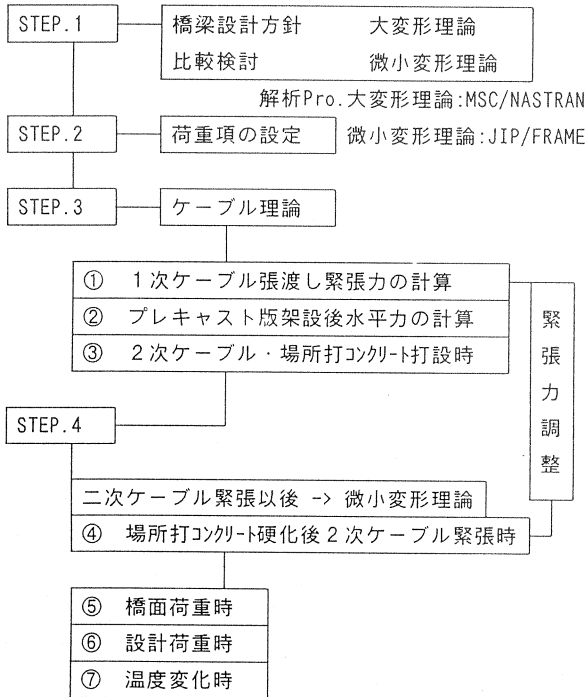 STEP.1
橋梁設計方針 大変形理論
比較検討 微小変形理論
解析Pro.大変形理論:MSC/NASTRAN
STEP.2
荷重項の設定
微小変形理論:JIP/FRAME
STEP.3
ケーブル理論
① 1次ケーブル張渡し緊張力の計算
② プレキャスト版架設後水平力の計算
③ 2次ケーブル・場所打コンクリート打設時
緊張力調整
STEP.4
二次ケーブル緊張以後 -> 微小変形理論
④ 場所打コンクリート硬化後2次ケーブル緊張時
⑤ 橋面荷重時
⑥ 設計荷重時
⑦ 温度変化時